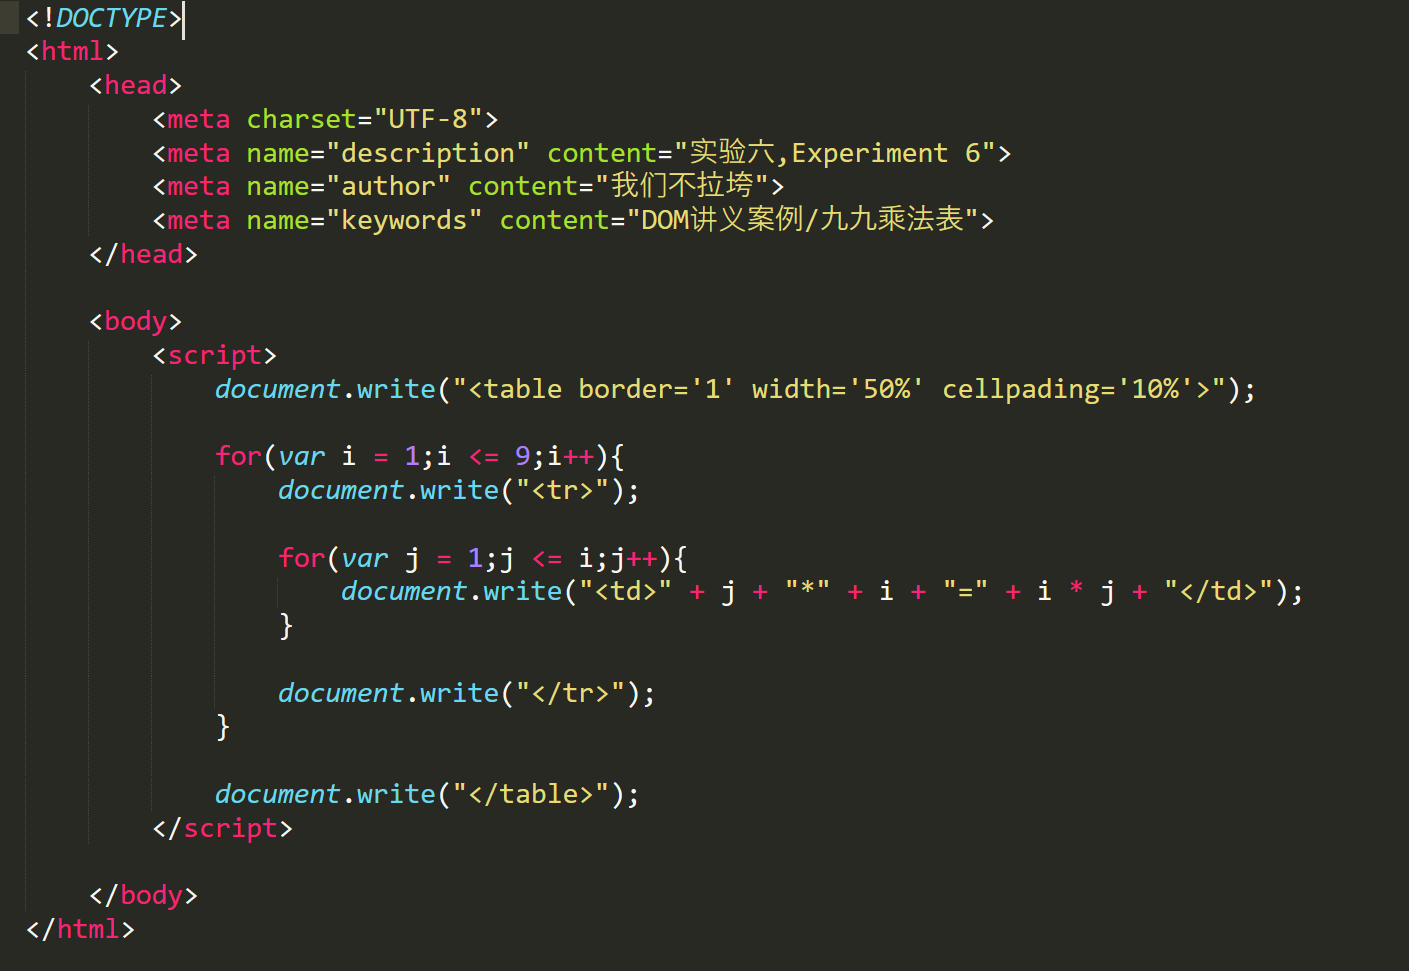 <!DOCTYPE>
<html>
    <head>
        <meta charset="UTF-8">
        <meta name="description" content="实验六,Experiment 6">
        <meta name="author" content="我们不拉垮">
        <meta name="keywords" content="DOM讲义案例/九九乘法表">
    </head>

    <body>
        <script>
            document.write("<table border='1' width='50%' cellpading='10%'>");

            for(var i = 1;i <= 9;i++){
                document.write("<tr>");

                for(var j = 1;j <= i;j++){
                    document.write("<td>" + j + "*" + i + "=" + i * j + "</td>");
                }

                document.write("</tr>");
            }

            document.write("</table>");
        </script>

    </body>
</html>